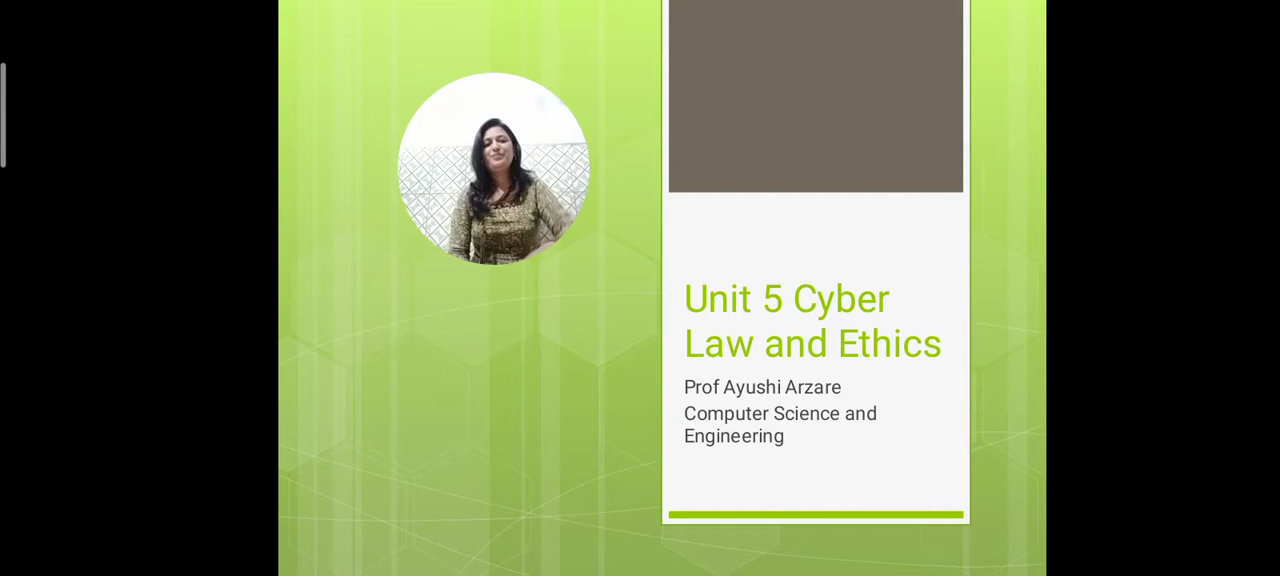 Unit 5 Cyber
Law and Ethics
Prof Ayushi Arzare
Computer Science and
Engineering